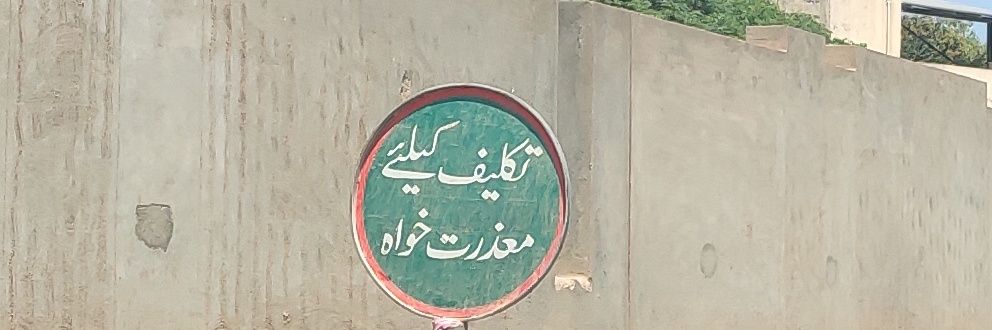 تکلیف کیلئے
معذرت خواہ